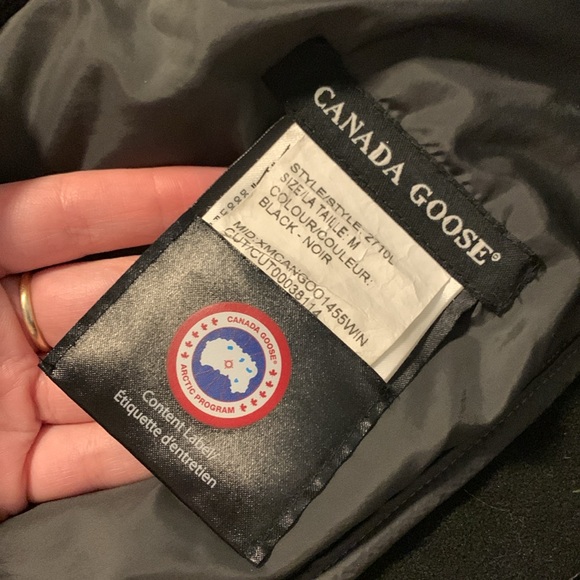 CANADA GOOSE®
STYLE/STYLE
SIZE/LA TAILLE M
COLOUR/COULEUR:
BLACK - NOIR
MID:XMCANGOO1455WIN
CUT/CUT00038114
CANADA GOOSE®
ARCTIC PROGRAM
Content Label/
Étiquette d'entretien